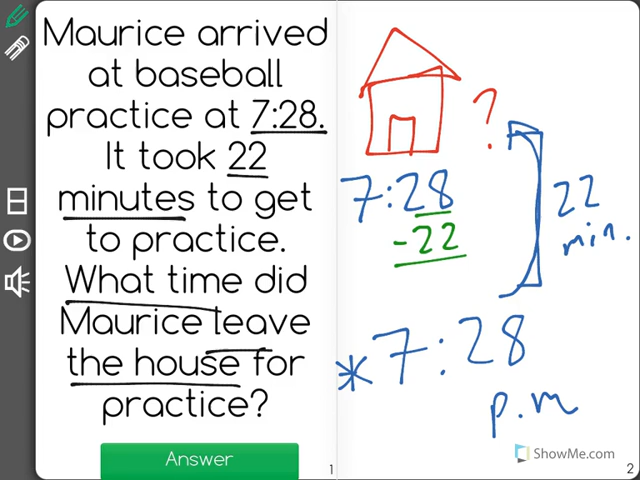 Maurice arrived
at baseball
practice at 7:28.
It took 22
minutes to get
to practice.
What time did
Maurice leave
the house for
practice?
Answer
1
?
7:28
-22
22
min.
*7:28
p.m
ShowMe.com
2